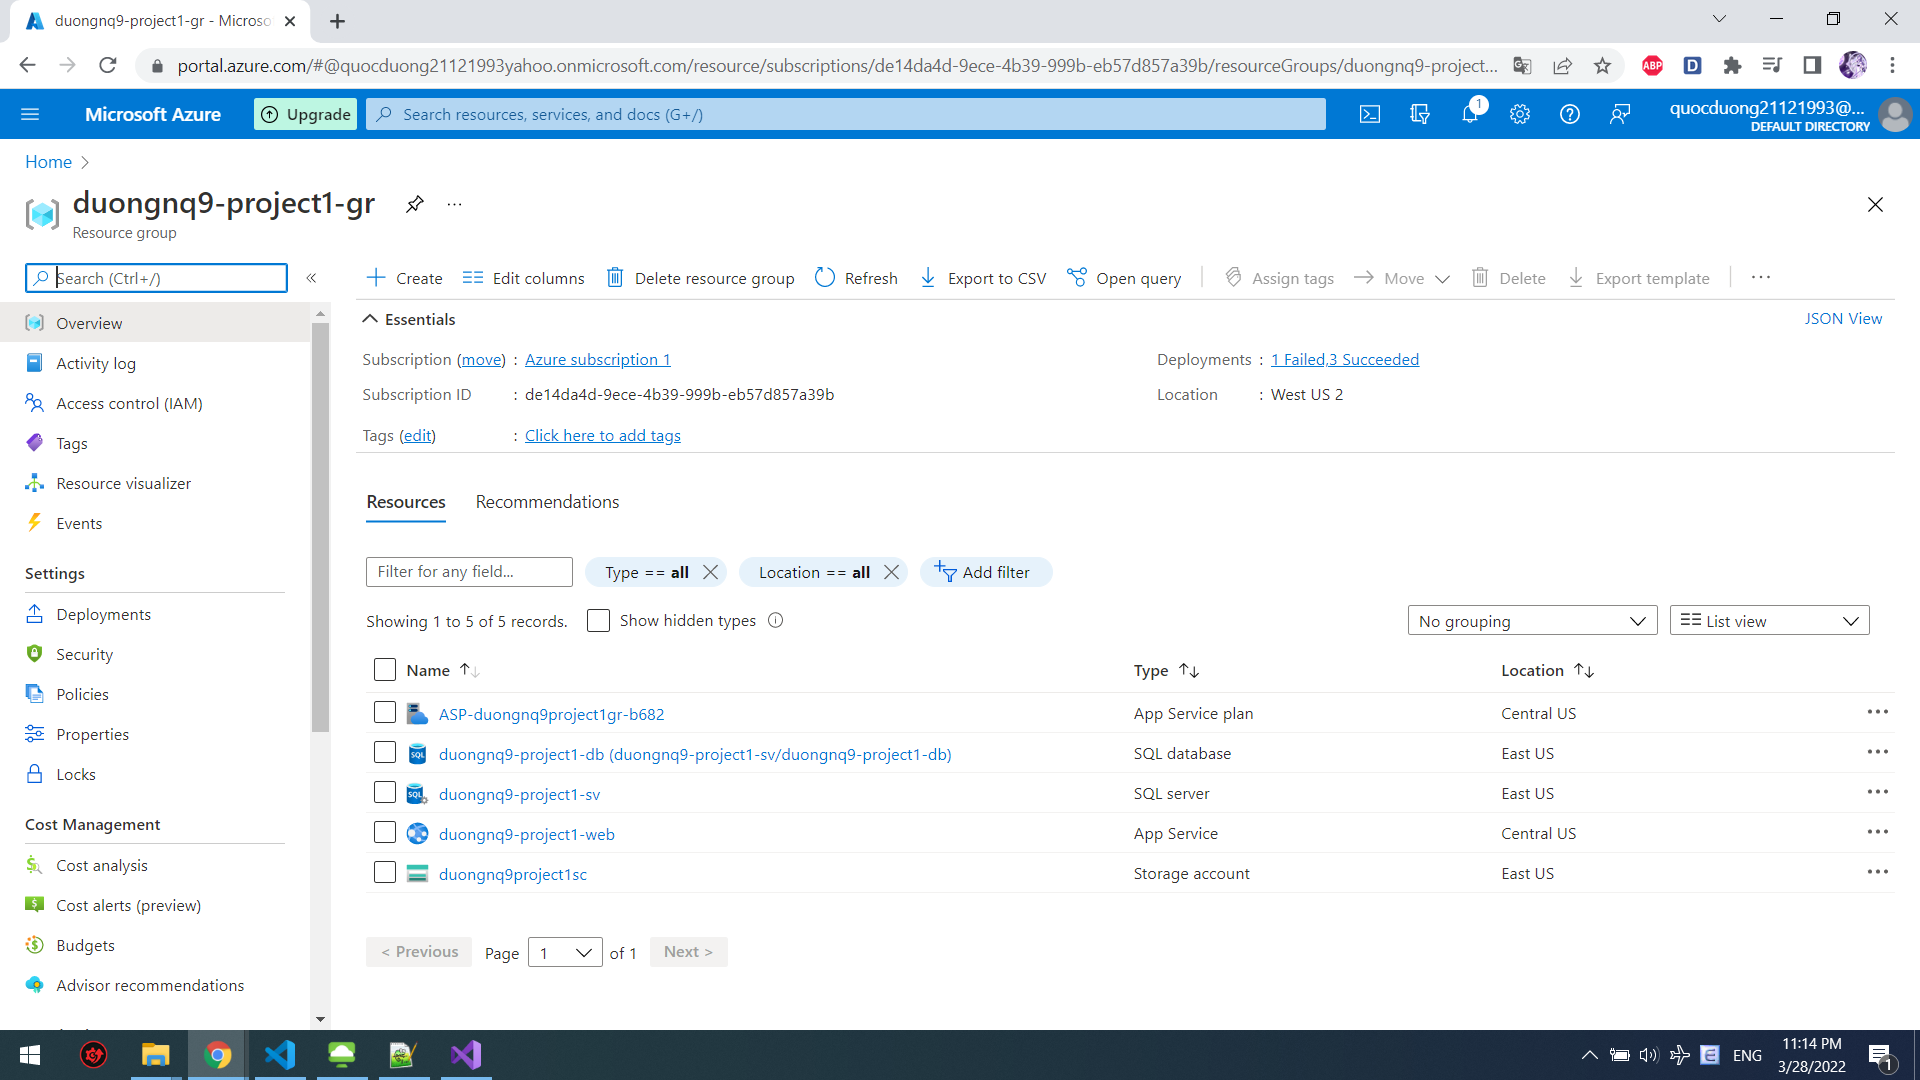 duongnq9-project1-gr - Microso
portal.azure.com/#@quocduong21121993yahoo.onmicrosoft.com/resource/subscriptions/de14da4d-9ece-4b39-999b-eb57d857a39b/resourceGroups/duongnq9-project...
ABP
D
Microsoft Azure
Upgrade
Search resources, services, and docs (G+/)
1
quocduong21121993@...
DEFAULT DIRECTORY
Home
duongnq9-project1-gr
...
Resource group
Search (Ctrl+/)
«
Create
Edit columns
Delete resource group
Refresh
Export to CSV
Open query
Assign tags
Move
Delete
Export template
...
Overview
Activity log
Access control (IAM)
Tags
Resource visualizer
Events
Settings
Deployments
Security
Policies
Properties
Locks
Cost Management
Cost analysis
Cost alerts (preview)
Budgets
Advisor recommendations
Essentials
JSON View
Subscription (move) : Azure subscription 1
Deployments : 1 Failed,3 Succeeded
Subscription ID : de14da4d-9ece-4b39-999b-eb57d857a39b
Location : West US 2
Tags (edit) : Click here to add tags
Resources
Recommendations
Filter for any field...
Type == all
Location == all
Add filter
Showing 1 to 5 of 5 records.
Show hidden types
No grouping
List view
Name Type Location
ASP-duongnq9project1gr-b682 App Service plan Central US ...
duongnq9-project1-db (duongnq9-project1-sv/duongnq9-project1-db) SQL database East US ...
duongnq9-project1-sv SQL server East US ...
duongnq9-project1-web App Service Central US ...
duongnq9project1sc Storage account East US ...
< Previous
Page 1 of 1
Next >
ENG
11:14 PM
3/28/2022
1